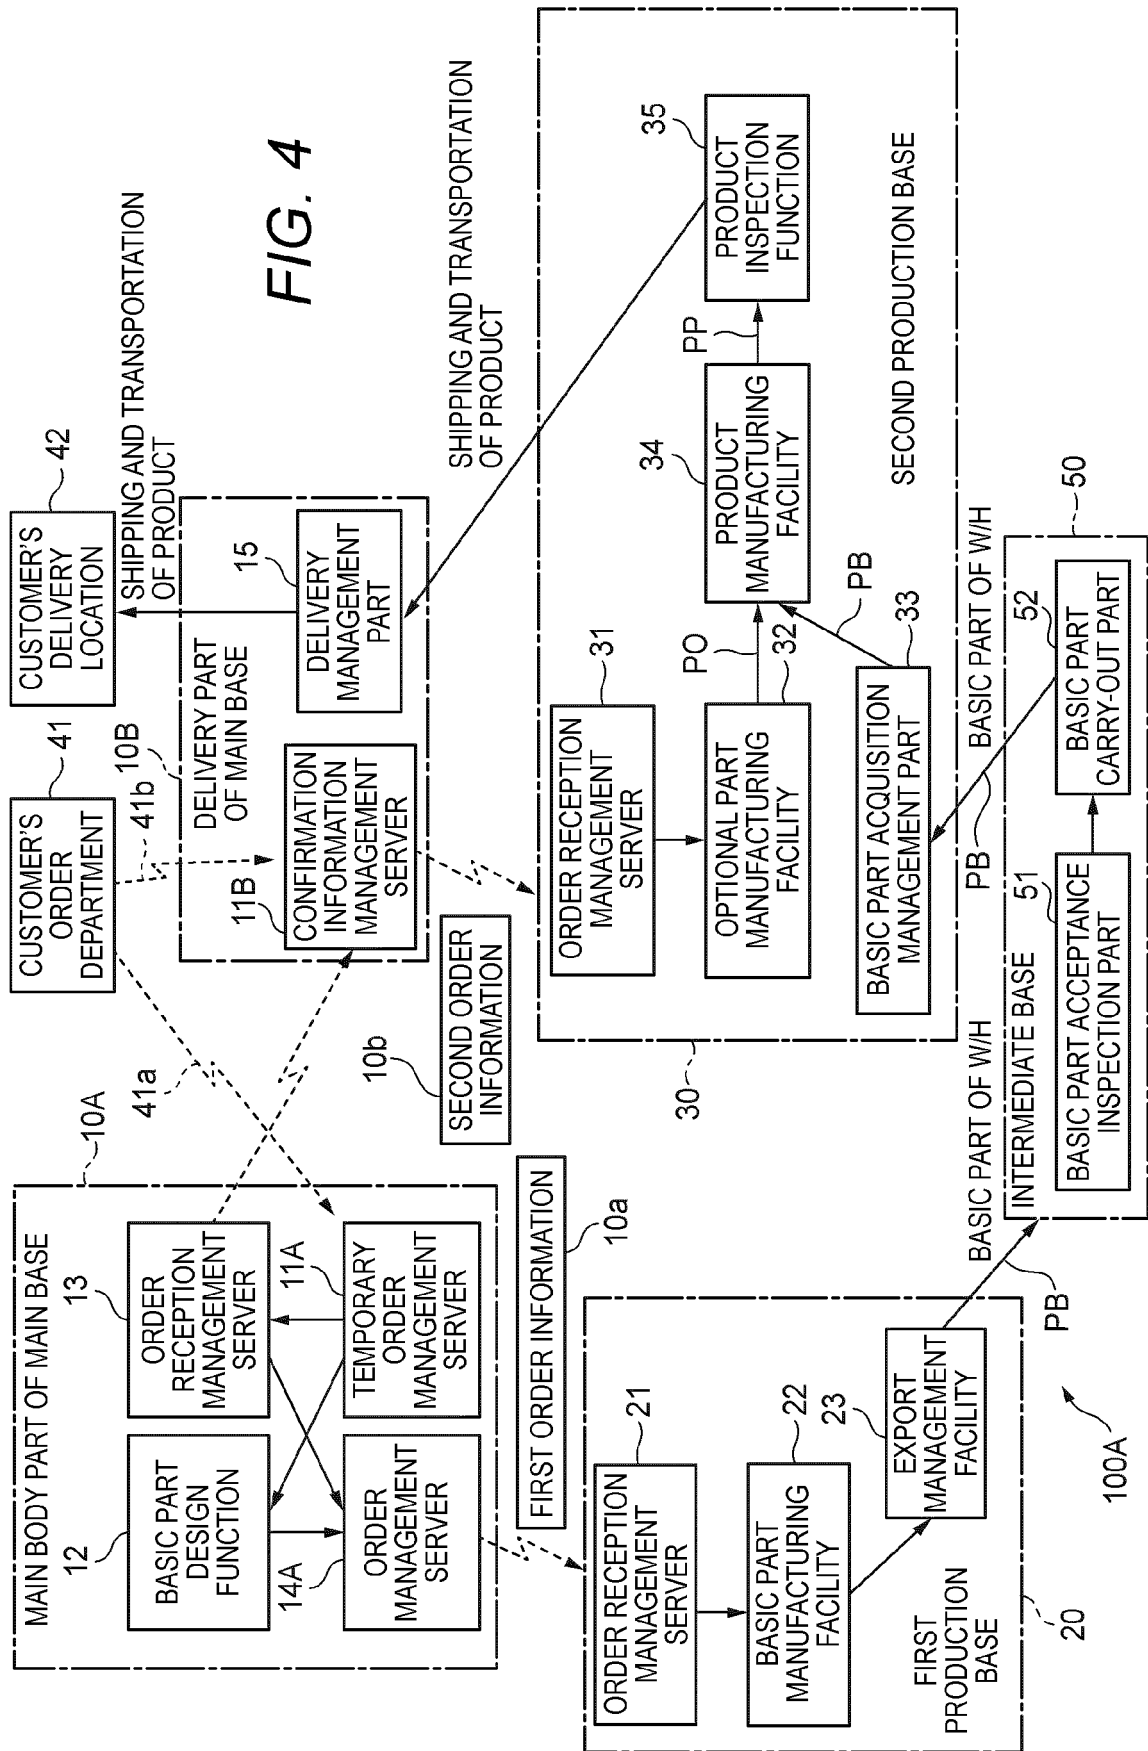 FIG. 4
MAIN BODY PART OF MAIN BASE
10A
12
BASIC PART
DESIGN
FUNCTION
13
ORDER
RECEPTION
MANAGEMENT
SERVER
14A
ORDER
MANAGEMENT
SERVER
11A
TEMPORARY
ORDER
MANAGEMENT
SERVER
41
CUSTOMER'S
ORDER
DEPARTMENT
41a
41b
42
CUSTOMER'S
DELIVERY
LOCATION
SHIPPING AND TRANSPORTATION
OF PRODUCT
10B
DELIVERY PART
OF MAIN BASE
11B
CONFIRMATION
INFORMATION
MANAGEMENT
SERVER
15
DELIVERY
MANAGEMENT
PART
SHIPPING AND TRANSPORTATION
OF PRODUCT
FIRST ORDER INFORMATION
10a
SECOND ORDER
INFORMATION
10b
21
ORDER RECEPTION
MANAGEMENT
SERVER
22
BASIC PART
MANUFACTURING
FACILITY
23
EXPORT
MANAGEMENT
FACILITY
FIRST
PRODUCTION
BASE
20
31
ORDER RECEPTION
MANAGEMENT
SERVER
OPTIONAL PART
MANUFACTURING
FACILITY
32
PO
BASIC PART ACQUISITION
MANAGEMENT PART
33
PB
34
PRODUCT
MANUFACTURING
FACILITY
PP
35
PRODUCT
INSPECTION
FUNCTION
SECOND PRODUCTION BASE
30
BASIC PART OF W/H
PB
BASIC PART OF W/H
PB
INTERMEDIATE BASE
50
51
BASIC PART ACCEPTANCE
INSPECTION PART
52
BASIC PART
CARRY-OUT PART
100A